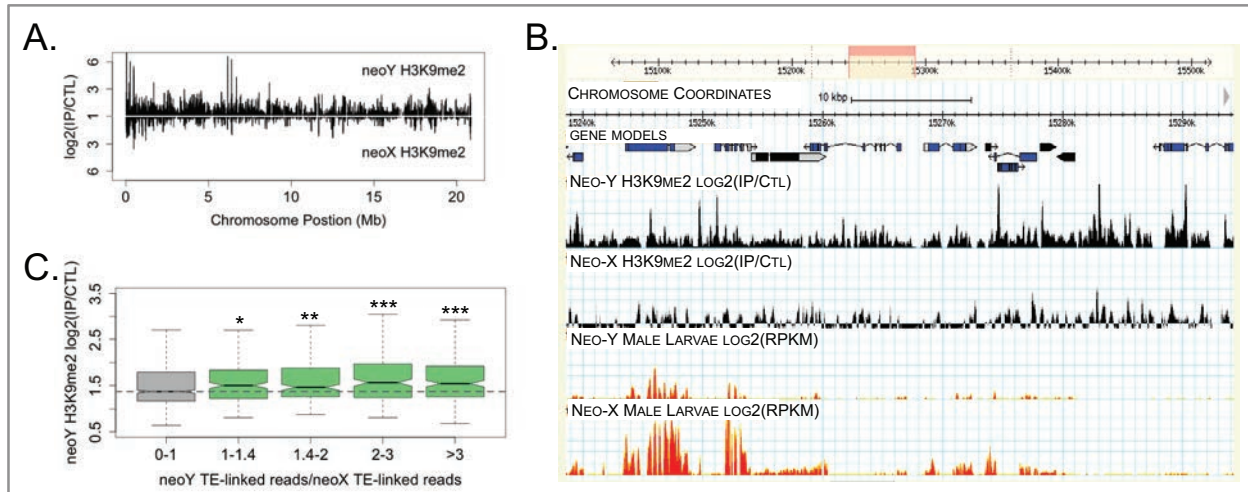 A.
6
3
1
3
6
log2(IP/CTL)
neoY H3K9me2
neoX H3K9me2
0
5
10
15
20
Chromosome Postion (Mb)
B.
15100k
15200k
15300k
15400k
15500k
CHROMOSOME COORDINATES
10 kbp
15240k
15250k
15260k
15270k
15280k
15290k
GENE MODELS
NEO-Y H3K9ME2 LOG2(IP/CTL)
NEO-X H3K9ME2 LOG2(IP/CTL)
NEO-Y MALE LARVAE LOG2(RPKM)
NEO-X MALE LARVAE LOG2(RPKM)
C.
neoY H3K9me2 log2(IP/CTL)
3.5
2.5
1.5
0.5
*
**
***
***
0-1
1-1.4
1.4-2
2-3
>3
neoY TE-linked reads/neoX TE-linked reads